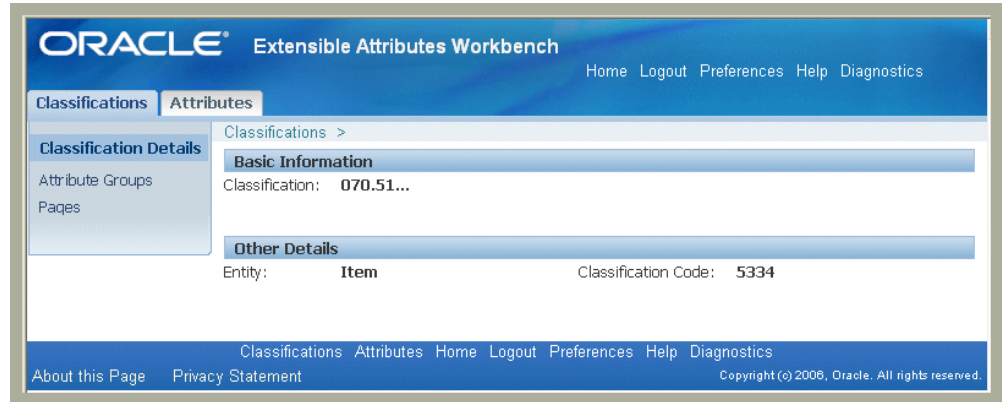 ORACLE® Extensible Attributes Workbench
Home Logout Preferences Help Diagnostics
Classifications Attributes
Classification Details
Attribute Groups
Pages
Classifications >
Basic Information
Classification: 070.51...
Other Details
Entity: Item Classification Code: 5334
Classifications Attributes Home Logout Preferences Help Diagnostics
About this Page Privacy Statement Copyright (c) 2006, Oracle. All rights reserved.